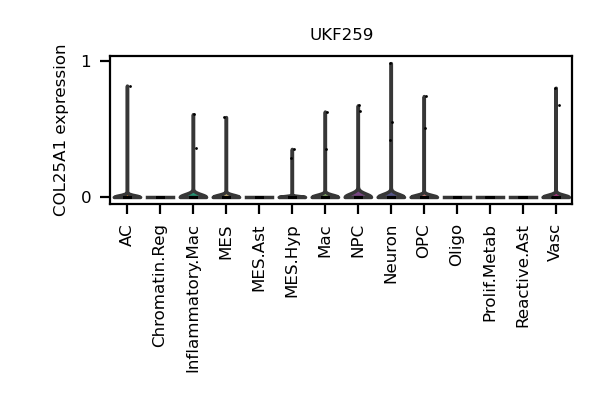 UKF259
COL25A1 expression
1
0
AC
Chromatin.Reg
Inflammatory.Mac
MES
MES.Ast
MES.Hyp
Mac
NPC
Neuron
OPC
Oligo
Prolif.Metab
Reactive.Ast
Vasc